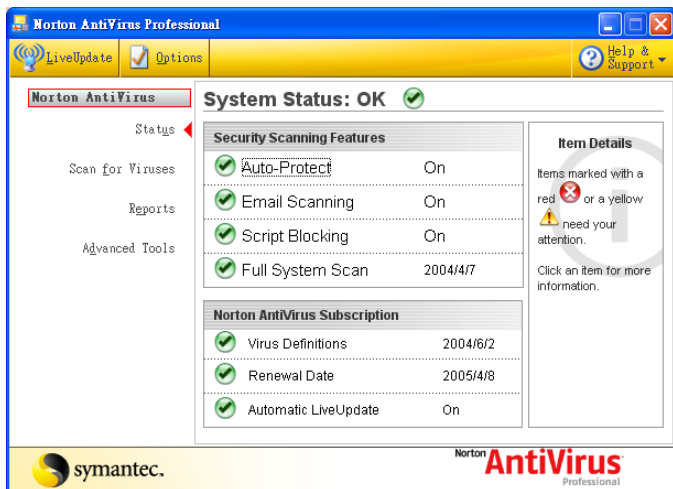 Norton AntiVirus Professional
LiveUpdate Options Help & Support
Norton AntiVirus
Status
Scan for Viruses
Reports
Advanced Tools
System Status: OK
Security Scanning Features
Auto-Protect On
Email Scanning On
Script Blocking On
Full System Scan 2004/4/7
Norton AntiVirus Subscription
Virus Definitions 2004/6/2
Renewal Date 2005/4/8
Automatic LiveUpdate On
Item Details
Items marked with a
red or a yellow
need your
attention.
Click an item for more
information.
symantec.
Norton AntiVirus
Professional